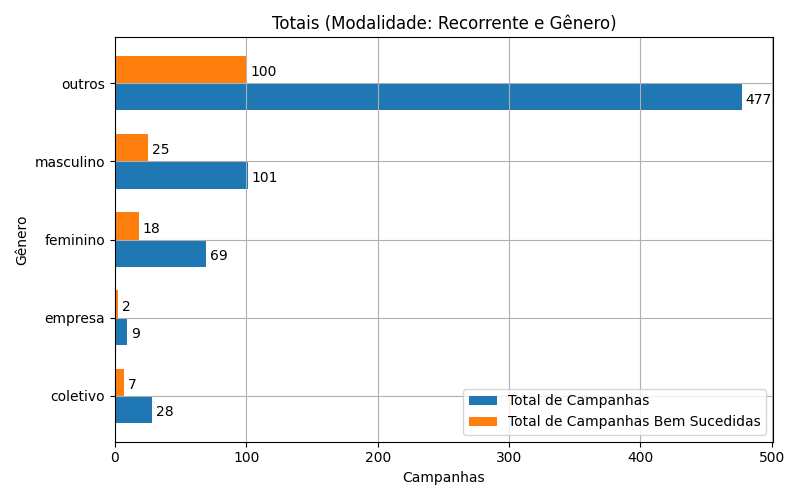 Totais (Modalidade: Recorrente e Gênero)
Gênero
outros
100
477
masculino
25
101
feminino
18
69
empresa
2
9
coletivo
7
28
Total de Campanhas
Total de Campanhas Bem Sucedidas
0 100 200 300 400 500
Campanhas